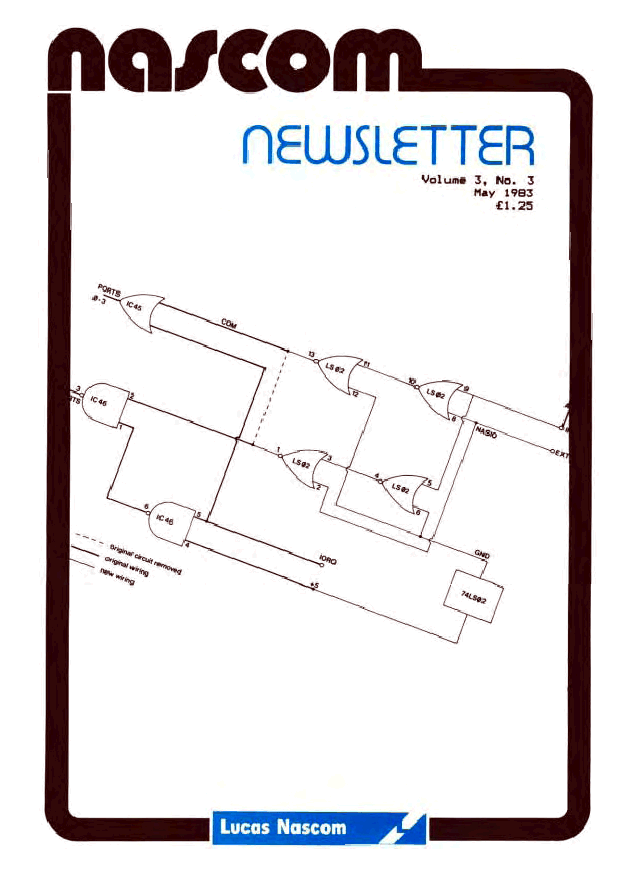 nascom
NEWSLETTER
Volume 3, No. 3
May 1983
£1.25
PORTS
0-3
IC45
COM
13
LS02
11
12
10
LS02
9
8
3
IC46
2
1
1
LS02
3
2
4
LS02
5
6
NASIO
EXT
6
IC46
5
4
IORQ
+5
GND
74LS02
original circuit removed
original wiring
new wiring
Lucas Nascom